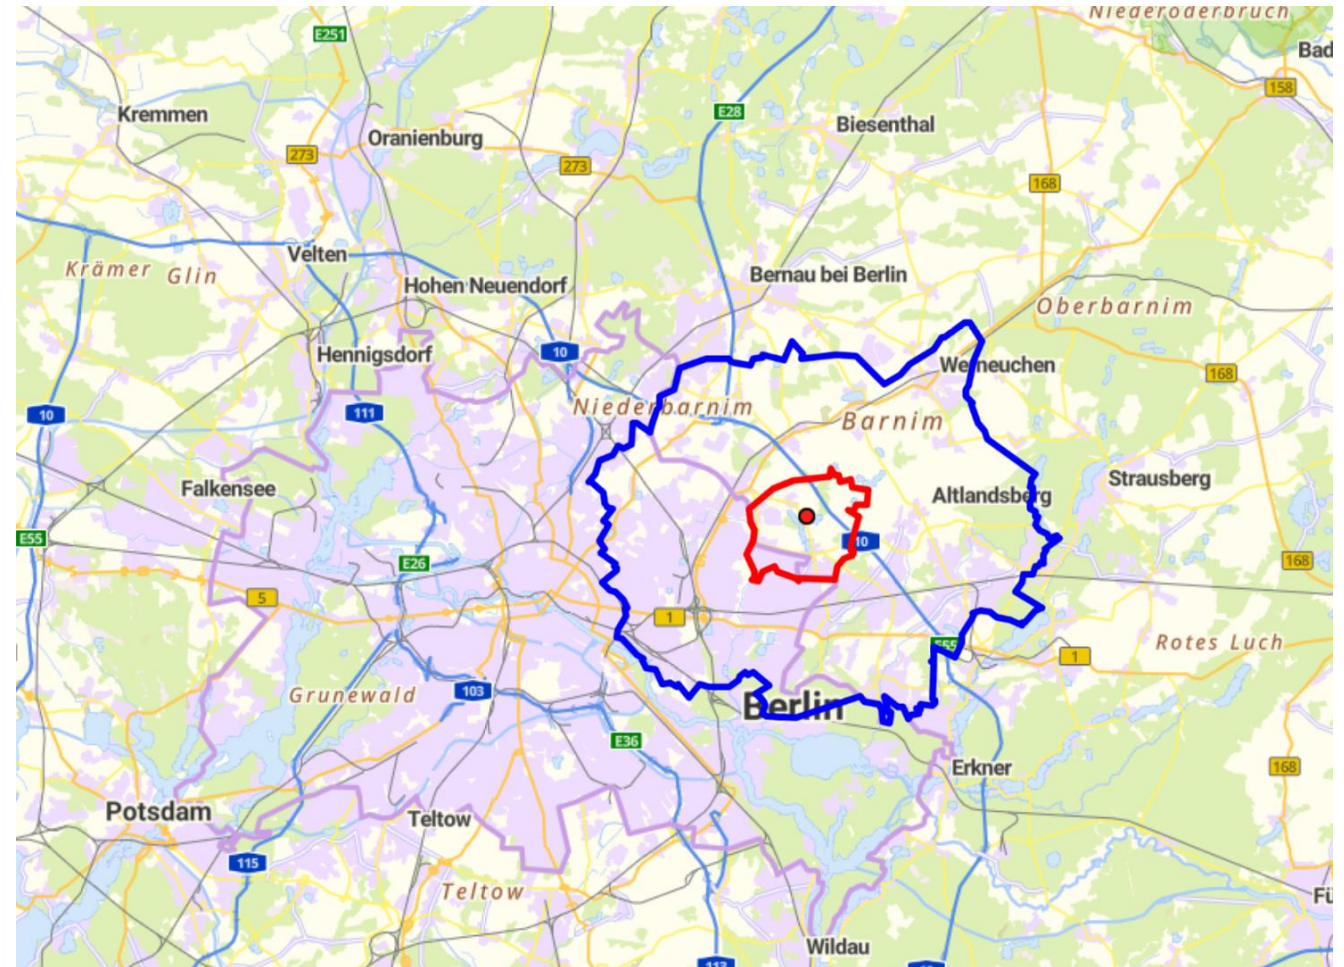 Niederoderbruch
E251
Bad
158
Kremmen
E28
Biesenthal
Oranienburg
273
273
168
Velten
Krämer Glin
Hohen Neuendorf
Bernau bei Berlin
Oberbarnim
Hennigsdorf
10
Werneuchen
168
10
111
Niederbarnim
Barnim
Falkensee
Altlandsberg
Strausberg
E55
E26
10
168
5
1
E55
1
Rotes Luch
Grunewald
103
Berlin
E36
Erkner
168
Potsdam
Teltow
115
Teltow
Fü
Wildau
113